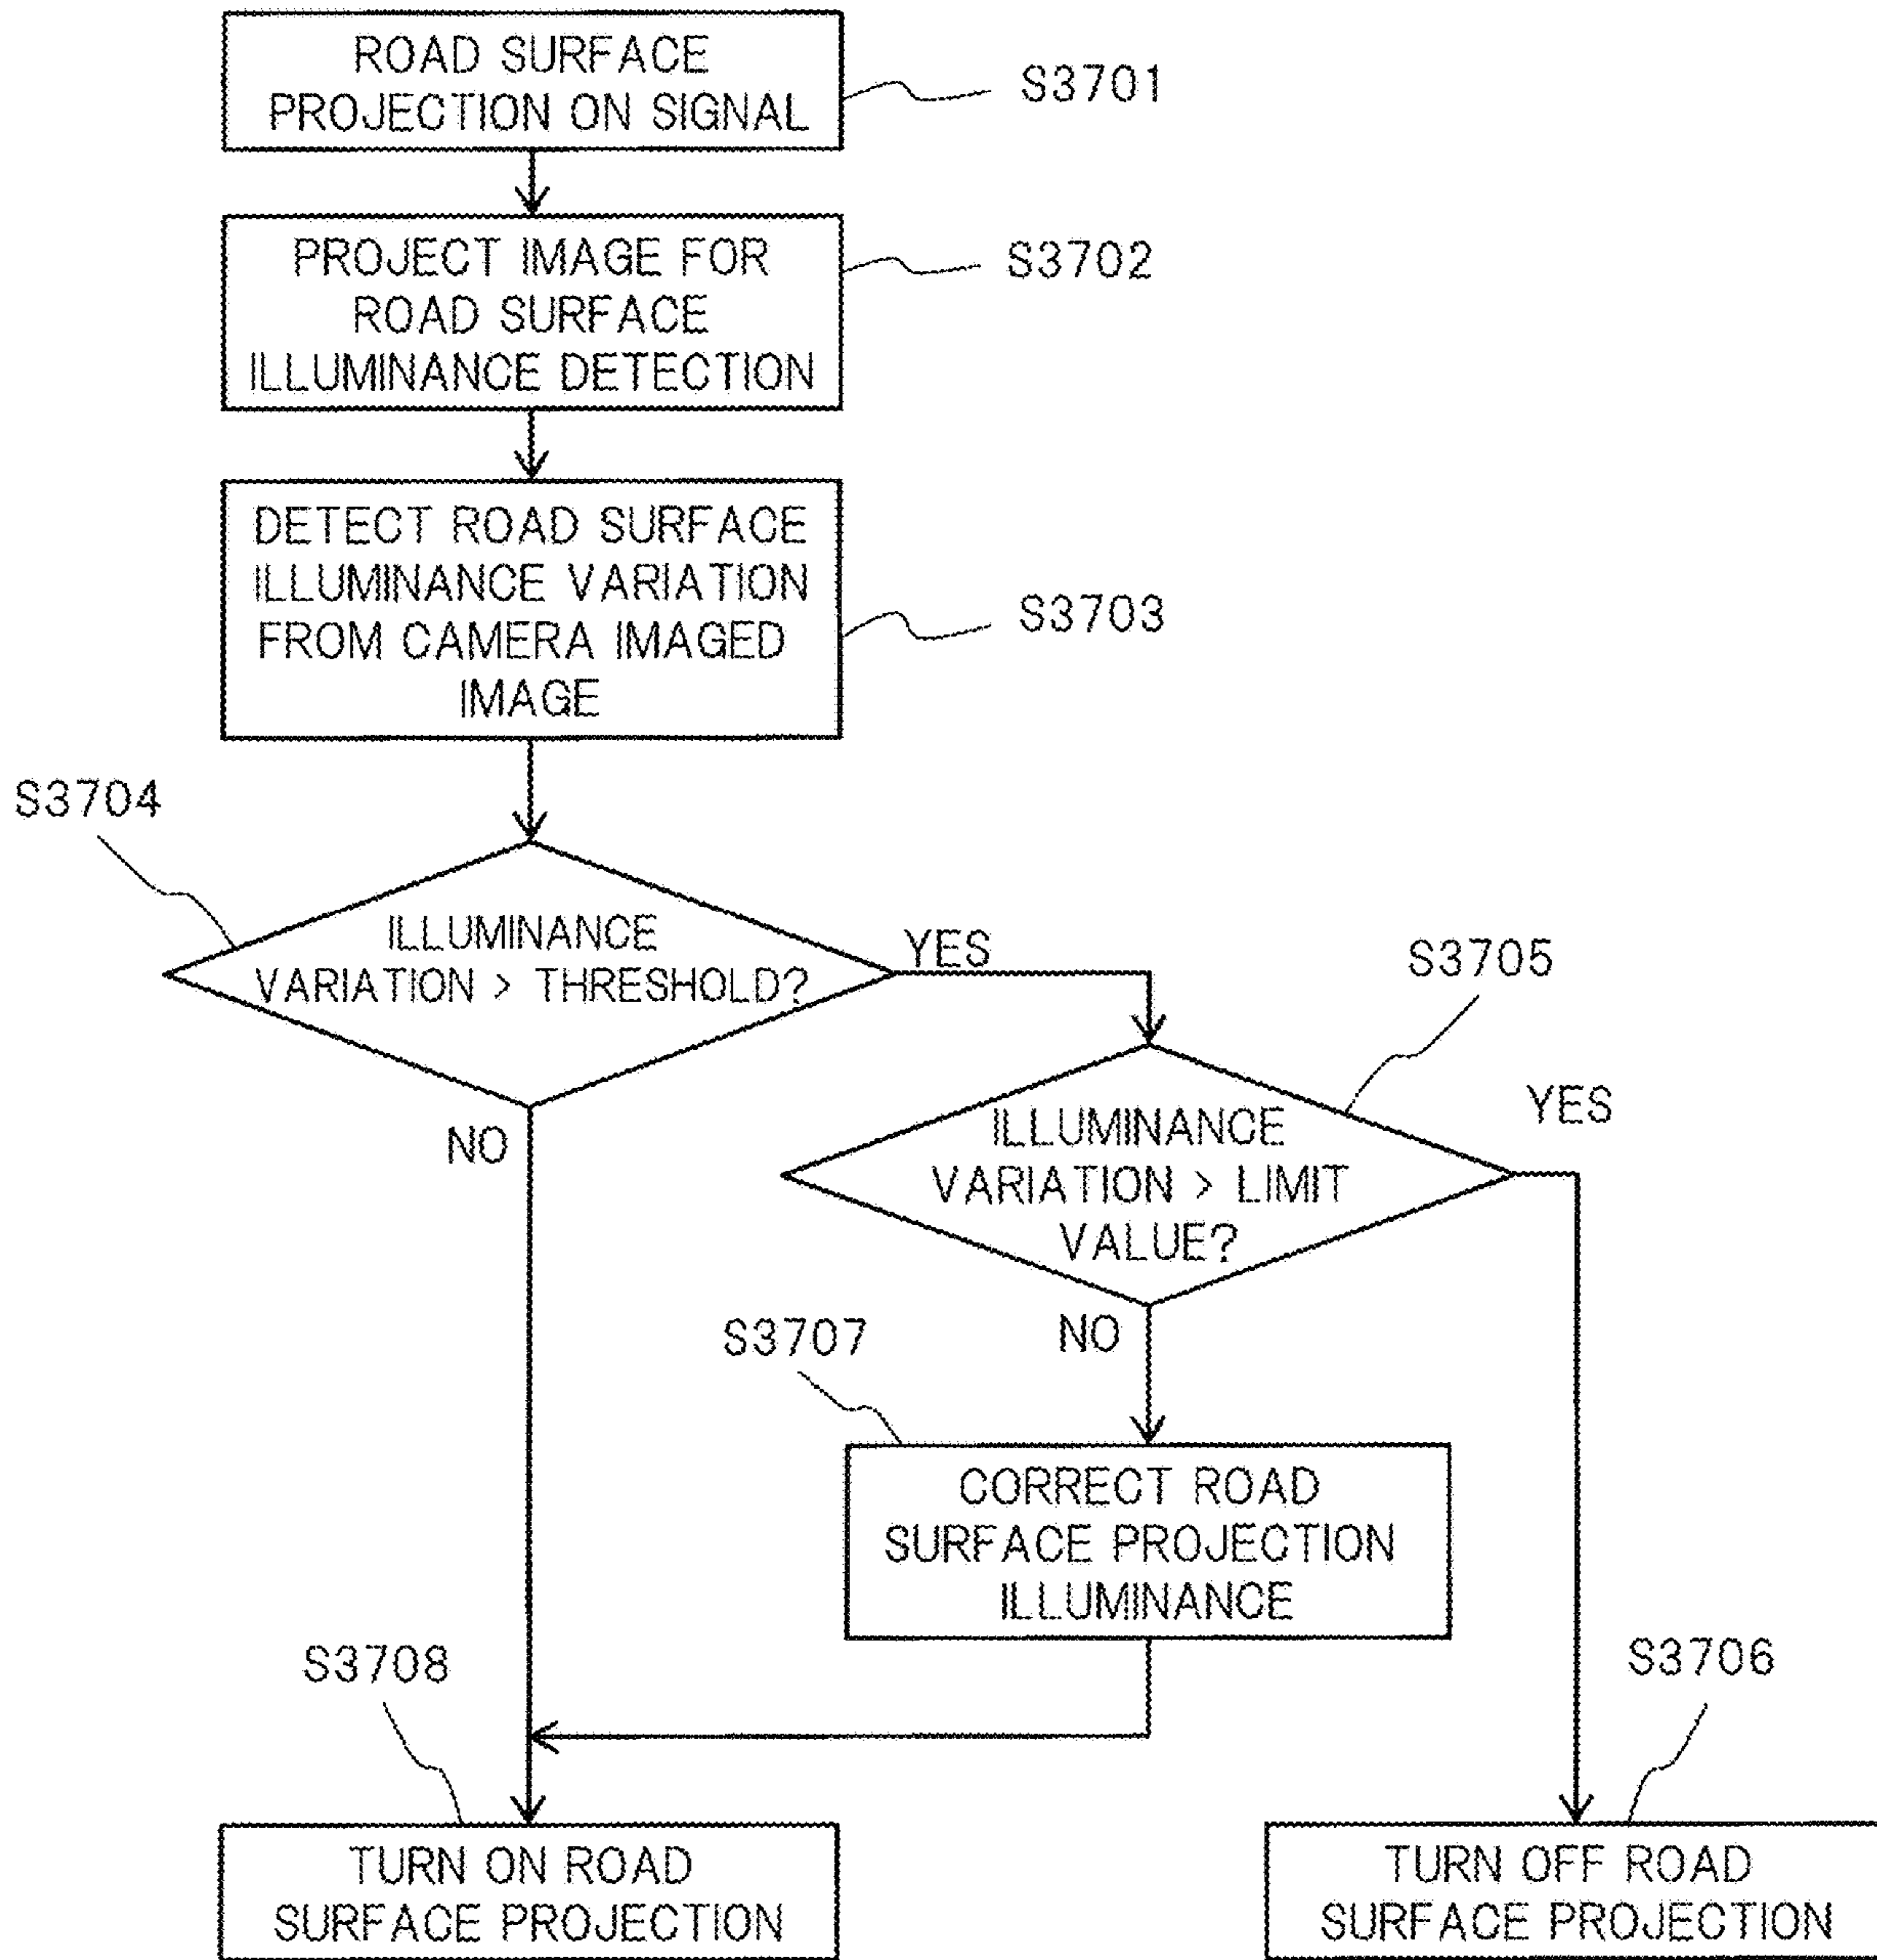 ROAD SURFACE
PROJECTION ON SIGNAL
S3701
PROJECT IMAGE FOR
ROAD SURFACE
ILLUMINANCE DETECTION
S3702
DETECT ROAD SURFACE
ILLUMINANCE VARIATION
FROM CAMERA IMAGED
IMAGE
S3703
S3704
ILLUMINANCE
VARIATION > THRESHOLD?
YES
NO
S3705
ILLUMINANCE
VARIATION > LIMIT
VALUE?
YES
NO
S3707
CORRECT ROAD
SURFACE PROJECTION
ILLUMINANCE
S3708
TURN ON ROAD
SURFACE PROJECTION
S3706
TURN OFF ROAD
SURFACE PROJECTION